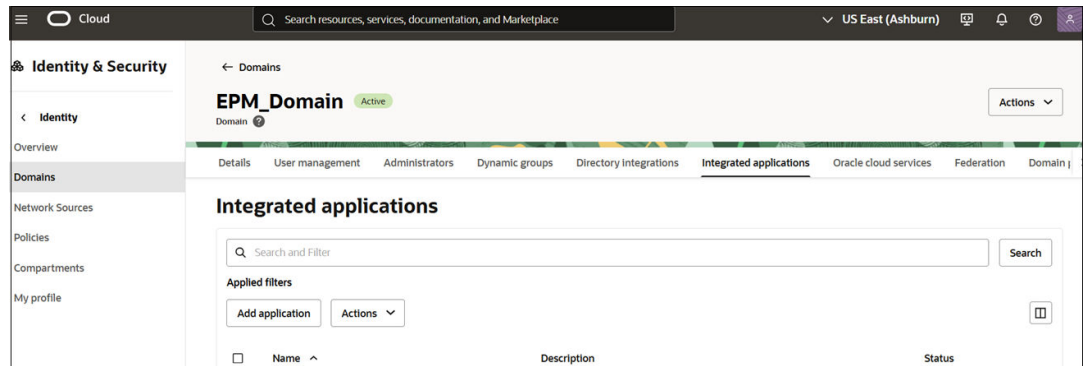 Cloud
Search resources, services, documentation, and Marketplace
US East (Ashburn)
Identity & Security
Identity
Overview
Domains
Network Sources
Policies
Compartments
My profile
Domains
EPM_Domain Active
Domain
Actions
Details User management Administrators Dynamic groups Directory integrations Integrated applications Oracle cloud services Federation Domain
Integrated applications
Search and Filter
Search
Applied filters
Add application Actions
Name Description Status